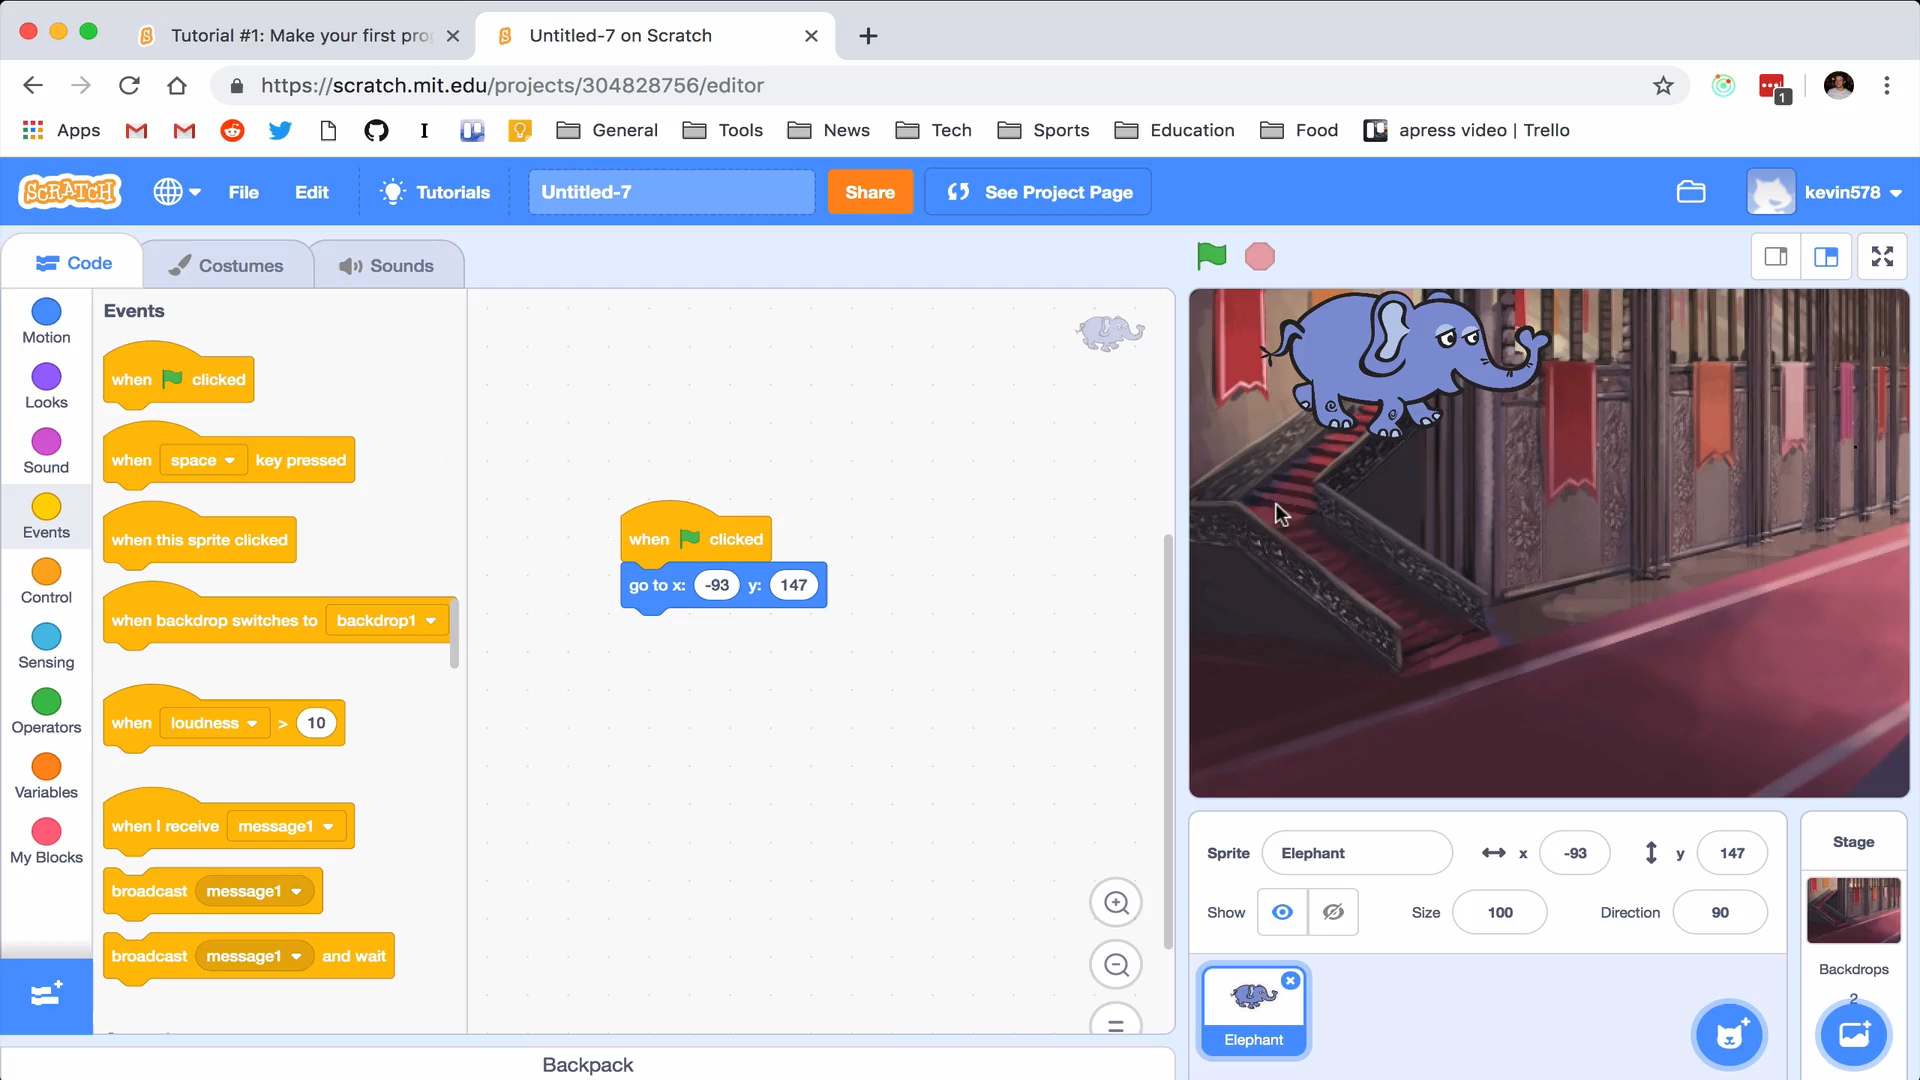 Tutorial #1: Make your first pro
Untitled-7 on Scratch
https://scratch.mit.edu/projects/304828756/editor
1
Apps
General
Tools
News
Tech
Sports
Education
Food
apress video | Trello
SCRATCH
File
Edit
Tutorials
Untitled-7
Share
See Project Page
kevin578
Code
Costumes
Sounds
Motion
Looks
Sound
Events
Control
Sensing
Operators
Variables
My Blocks
Events
when clicked
when space key pressed
when this sprite clicked
when backdrop switches to backdrop1
when loudness > 10
when I receive message1
broadcast message1
broadcast message1 and wait
when clicked
go to x: -93 y: 147
Backpack
Sprite Elephant x -93 y 147
Show Size 100 Direction 90
Elephant
Stage
Backdrops
2